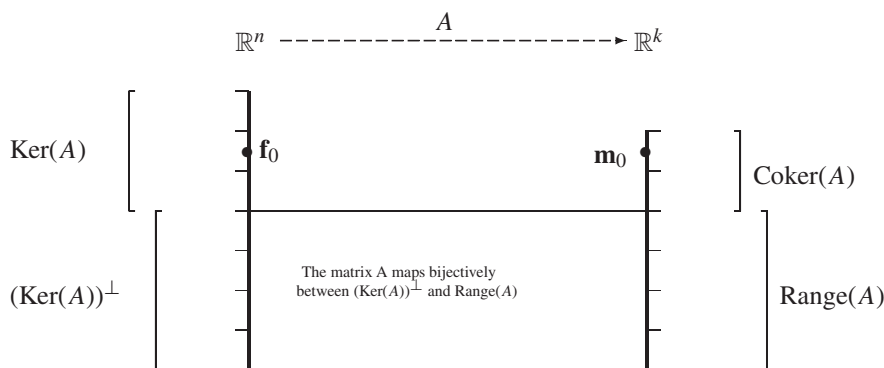 A
ℝⁿ ℝᵏ
Ker(A)
f₀ m₀
Coker(A)
The matrix A maps bijectively
between (Ker(A))⊥ and Range(A)
(Ker(A))⊥
Range(A)